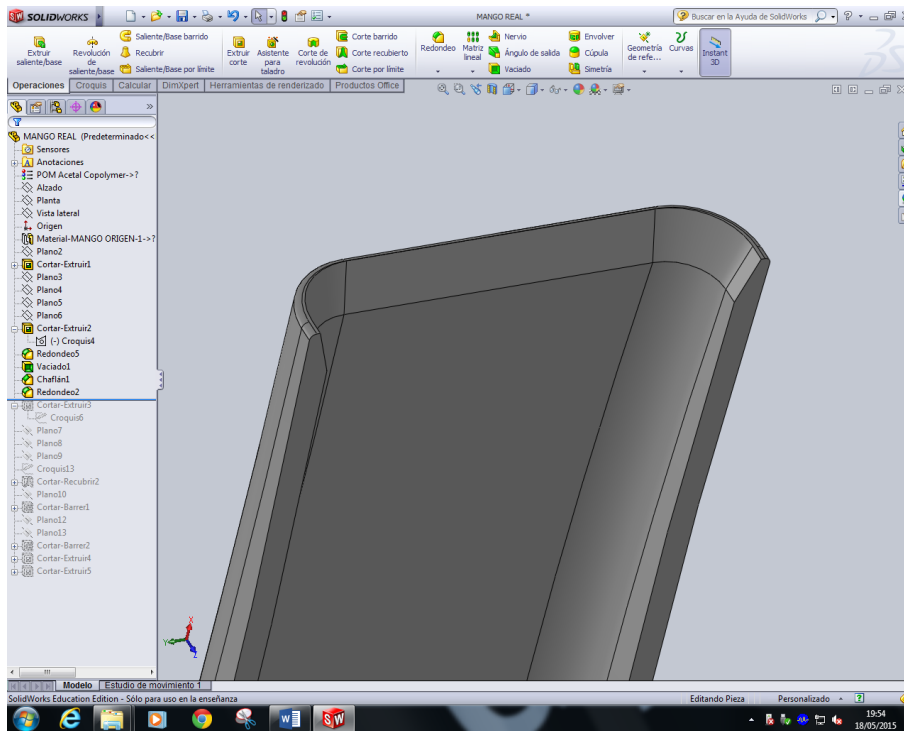 SOLIDWORKS
MANGO REAL *
Buscar en la Ayuda de SolidWorks
Extruir saliente/base
Revolución de saliente/base
Saliente/Base barrido
Recubrir
Saliente/Base por límite
Extruir corte
Asistente para taladro
Corte de revolución
Corte barrido
Corte recubierto
Corte por límite
Redondeo
Matriz lineal
Nervio
Ángulo de salida
Vaciado
Envolver
Cúpula
Simetría
Geometría de refe...
Curvas
Instant 3D
Operaciones Croquis Calcular DimXpert Herramientas de renderizado Productos Office
MANGO REAL (Predeterminado<<
Sensores
Anotaciones
POM Acetal Copolymer->?
Alzado
Planta
Vista lateral
Origen
Material-MANGO ORIGEN-1->?
Plano2
Cortar-Extruir1
Plano3
Plano4
Plano5
Plano6
Cortar-Extruir2
(-) Croquis4
Redondeo5
Vaciado1
Chaflán1
Redondeo2
Cortar-Extruir3
Croquis6
Plano7
Plano8
Plano9
Croquis13
Cortar-Recubrir2
Plano10
Cortar-Barrer1
Plano12
Plano13
Cortar-Barrer2
Cortar-Extruir4
Cortar-Extruir5
X
Y
Z
Modelo Estudio de movimiento 1
SolidWorks Education Edition - Sólo para uso en la enseñanza
Editando Pieza
Personalizado
19:54
18/05/2015